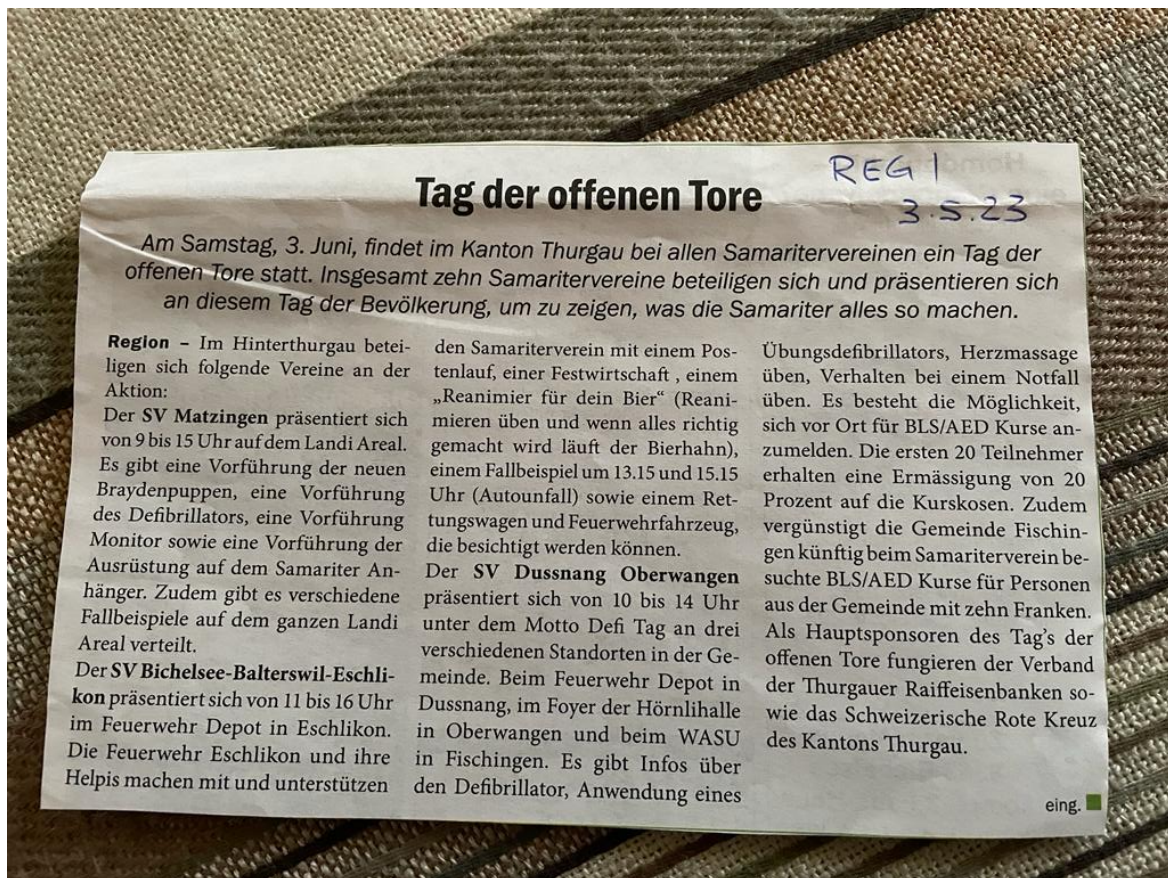 Tag der offenen Tore
REGI
3.5.23
Am Samstag, 3. Juni, findet im Kanton Thurgau bei allen Samaritervereinen ein Tag der
offenen Tore statt. Insgesamt zehn Samaritervereine beteiligen sich und präsentieren sich
an diesem Tag der Bevölkerung, um zu zeigen, was die Samariter alles so machen.
Region – Im Hinterthurgau betei-
ligen sich folgende Vereine an der
Aktion:
Der SV Matzingen präsentiert sich
von 9 bis 15 Uhr auf dem Landi Areal.
Es gibt eine Vorführung der neuen
Braydenpuppen, eine Vorführung
des Defibrillators, eine Vorführung
Monitor sowie eine Vorführung der
Ausrüstung auf dem Samariter An-
hänger. Zudem gibt es verschiedene
Fallbeispiele auf dem ganzen Landi
Areal verteilt.
Der SV Bichelsee-Balterswil-Eschli-
kon präsentiert sich von 11 bis 16 Uhr
im Feuerwehr Depot in Eschlikon.
Die Feuerwehr Eschlikon und ihre
Helpis machen mit und unterstützen
den Samariterverein mit einem Pos-
tenlauf, einer Festwirtschaft , einem
„Reanimier für dein Bier“ (Reani-
mieren üben und wenn alles richtig
gemacht wird läuft der Bierhahn),
einem Fallbeispiel um 13.15 und 15.15
Uhr (Autounfall) sowie einem Ret-
tungswagen und Feuerwehrfahrzeug,
die besichtigt werden können.
Der SV Dussnang Oberwangen
präsentiert sich von 10 bis 14 Uhr
unter dem Motto Defi Tag an drei
verschiedenen Standorten in der Ge-
meinde. Beim Feuerwehr Depot in
Dussnang, im Foyer der Hörnlihalle
in Oberwangen und beim WASU
in Fischingen. Es gibt Infos über
den Defibrillator, Anwendung eines
Übungsdefibrillators, Herzmassage
üben, Verhalten bei einem Notfall
üben. Es besteht die Möglichkeit,
sich vor Ort für BLS/AED Kurse an-
zumelden. Die ersten 20 Teilnehmer
erhalten eine Ermässigung von 20
Prozent auf die Kurskosen. Zudem
vergünstigt die Gemeinde Fischin-
gen künftig beim Samariterverein be-
suchte BLS/AED Kurse für Personen
aus der Gemeinde mit zehn Franken.
Als Hauptsponsoren des Tag's der
offenen Tore fungieren der Verband
der Thurgauer Raiffeisenbanken so-
wie das Schweizerische Rote Kreuz
des Kantons Thurgau.
eing.